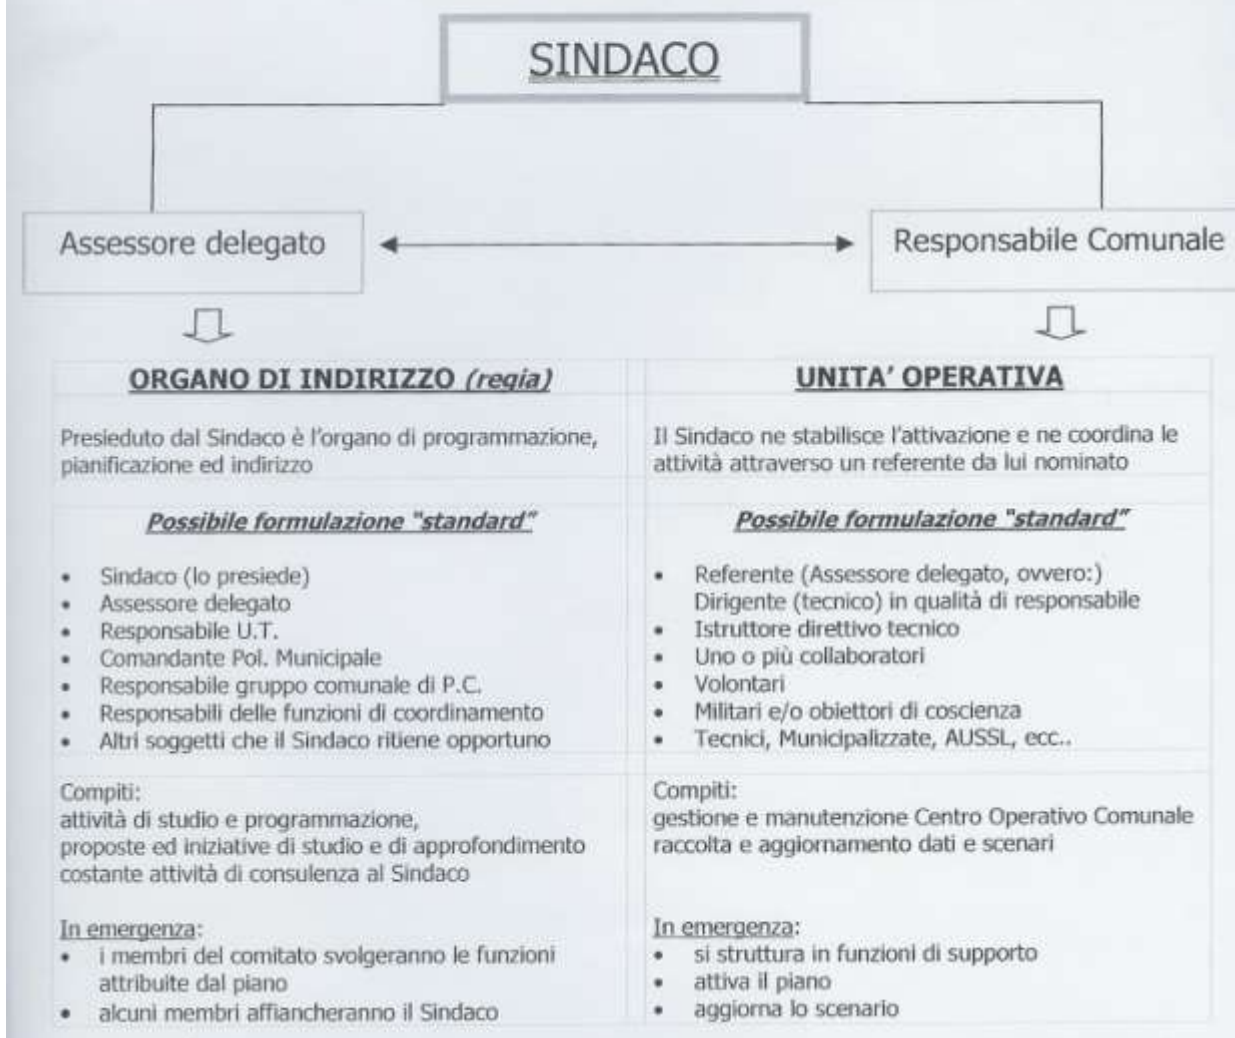 SINDACO
Assessore delegato
Responsabile Comunale
ORGANO DI INDIRIZZO (regia)
Presieduto dal Sindaco è l'organo di programmazione,
pianificazione ed indirizzo
Possibile formulazione "standard"
• Sindaco (lo presiede)
• Assessore delegato
• Responsabile U.T.
• Comandante Pol. Municipale
• Responsabile gruppo comunale di P.C.
• Responsabili delle funzioni di coordinamento
• Altri soggetti che il Sindaco ritiene opportuno
Compiti:
attività di studio e programmazione,
proposte ed iniziative di studio e di approfondimento
costante attività di consulenza al Sindaco
In emergenza:
• i membri del comitato svolgeranno le funzioni
attribuite dal piano
• alcuni membri affiancheranno il Sindaco
UNITA' OPERATIVA
Il Sindaco ne stabilisce l'attivazione e ne coordina le
attività attraverso un referente da lui nominato
Possibile formulazione "standard"
• Referente (Assessore delegato, ovvero:)
Dirigente (tecnico) in qualità di responsabile
• Istruttore direttivo tecnico
• Uno o più collaboratori
• Volontari
• Militari e/o obiettori di coscienza
• Tecnici, Municipalizzate, AUSSL, ecc..
Compiti:
gestione e manutenzione Centro Operativo Comunale
raccolta e aggiornamento dati e scenari
In emergenza:
• si struttura in funzioni di supporto
• attiva il piano
• aggiorna lo scenario